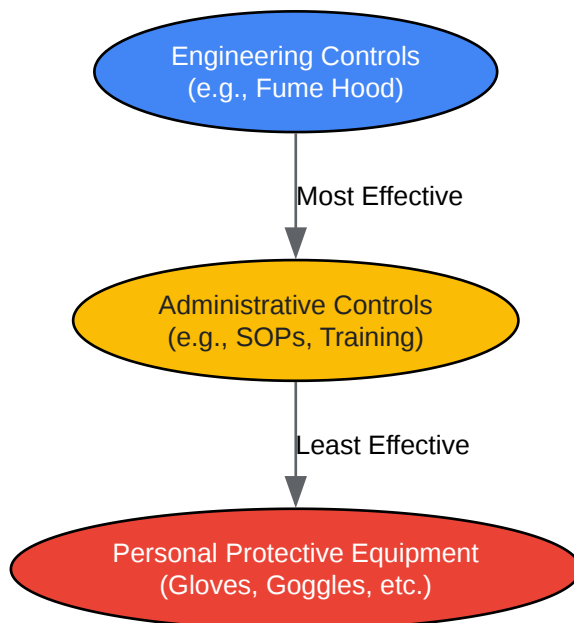 Engineering Controls
(e.g., Fume Hood)
Most Effective
Administrative Controls
(e.g., SOPs, Training)
Least Effective
Personal Protective Equipment
(Gloves, Goggles, etc.)